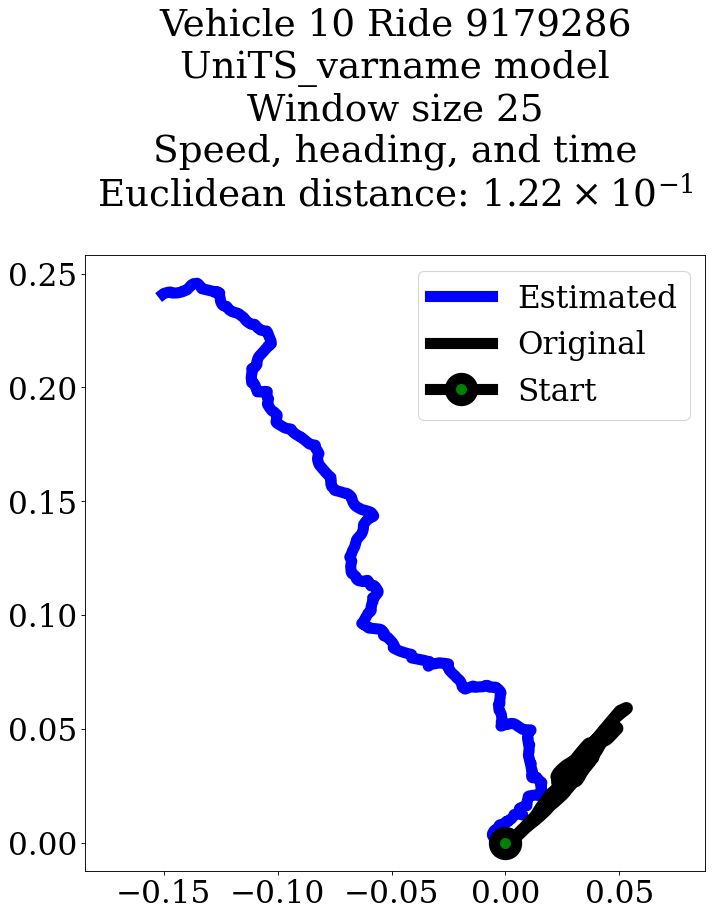 Vehicle 10 Ride 9179286
UniTS_varname model
Window size 25
Speed, heading, and time
Euclidean distance: 1.22 × 10⁻¹
Estimated
Original
Start
0.25
0.20
0.15
0.10
0.05
0.00
−0.15 −0.10 −0.05 0.00 0.05